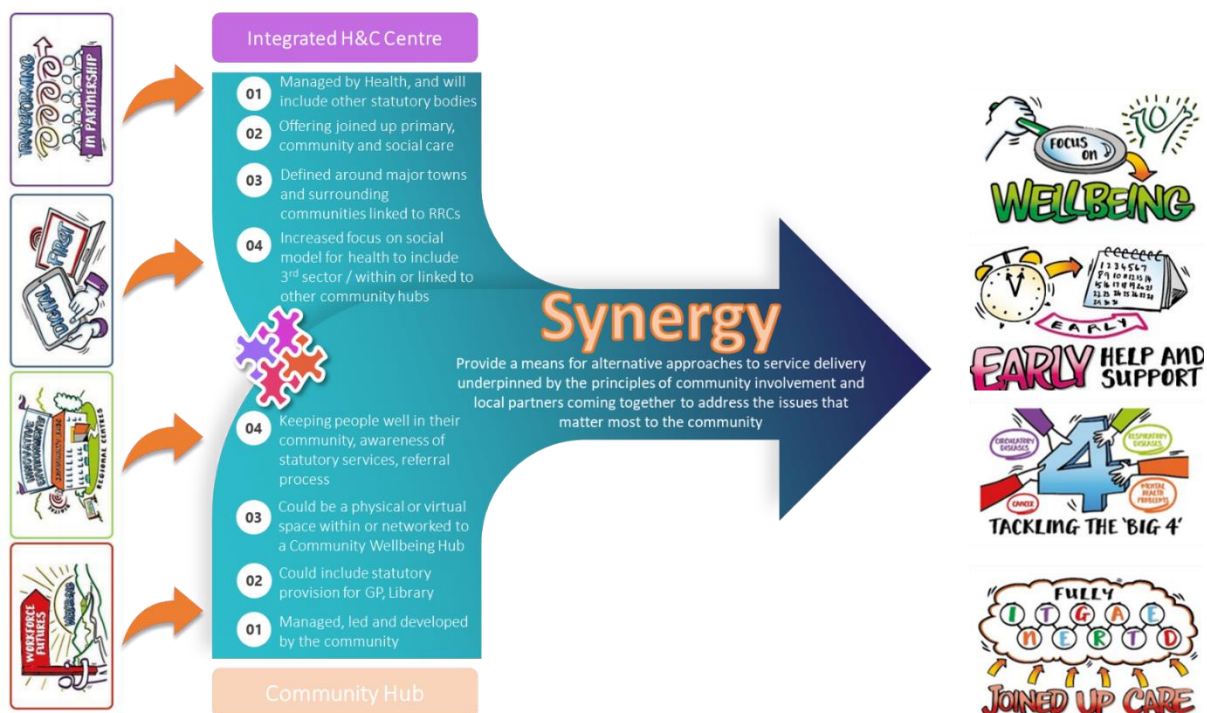 TRANSFORMING
IN PARTNERSHIP
DIGITAL
FIRST
INNOVATIVE
ENVIRONMENTS
REGIONAL CENTRES
WORKFORCE
FUTURES
Integrated H&C Centre
01 Managed by Health, and will
include other statutory bodies
02 Offering joined up primary,
community and social care
03 Defined around major towns
and surrounding
communities linked to RRCs
04 Increased focus on social
model for health to include
3rd sector / within or linked to
other community hubs
04 Keeping people well in their
community, awareness of
statutory services, referral
process
03 Could be a physical or virtual
space within or networked to
a Community Wellbeing Hub
02 Could include statutory
provision for GP, Library
01 Managed, led and developed
by the community
Community Hub
Synergy
Provide a means for alternative approaches to service delivery
underpinned by the principles of community involvement and
local partners coming together to address the issues that
matter most to the community
FOCUS
ON
WELLBEING
EARLY
EARLY HELP AND
SUPPORT
CIRCULATORY
DISEASES
RESPIRATORY
DISEASES
4
CANCER
MENTAL
HEALTH
PROBLEMS
TACKLING THE 'BIG 4'
FULLY
INTEGRATED
JOINED UP CARE